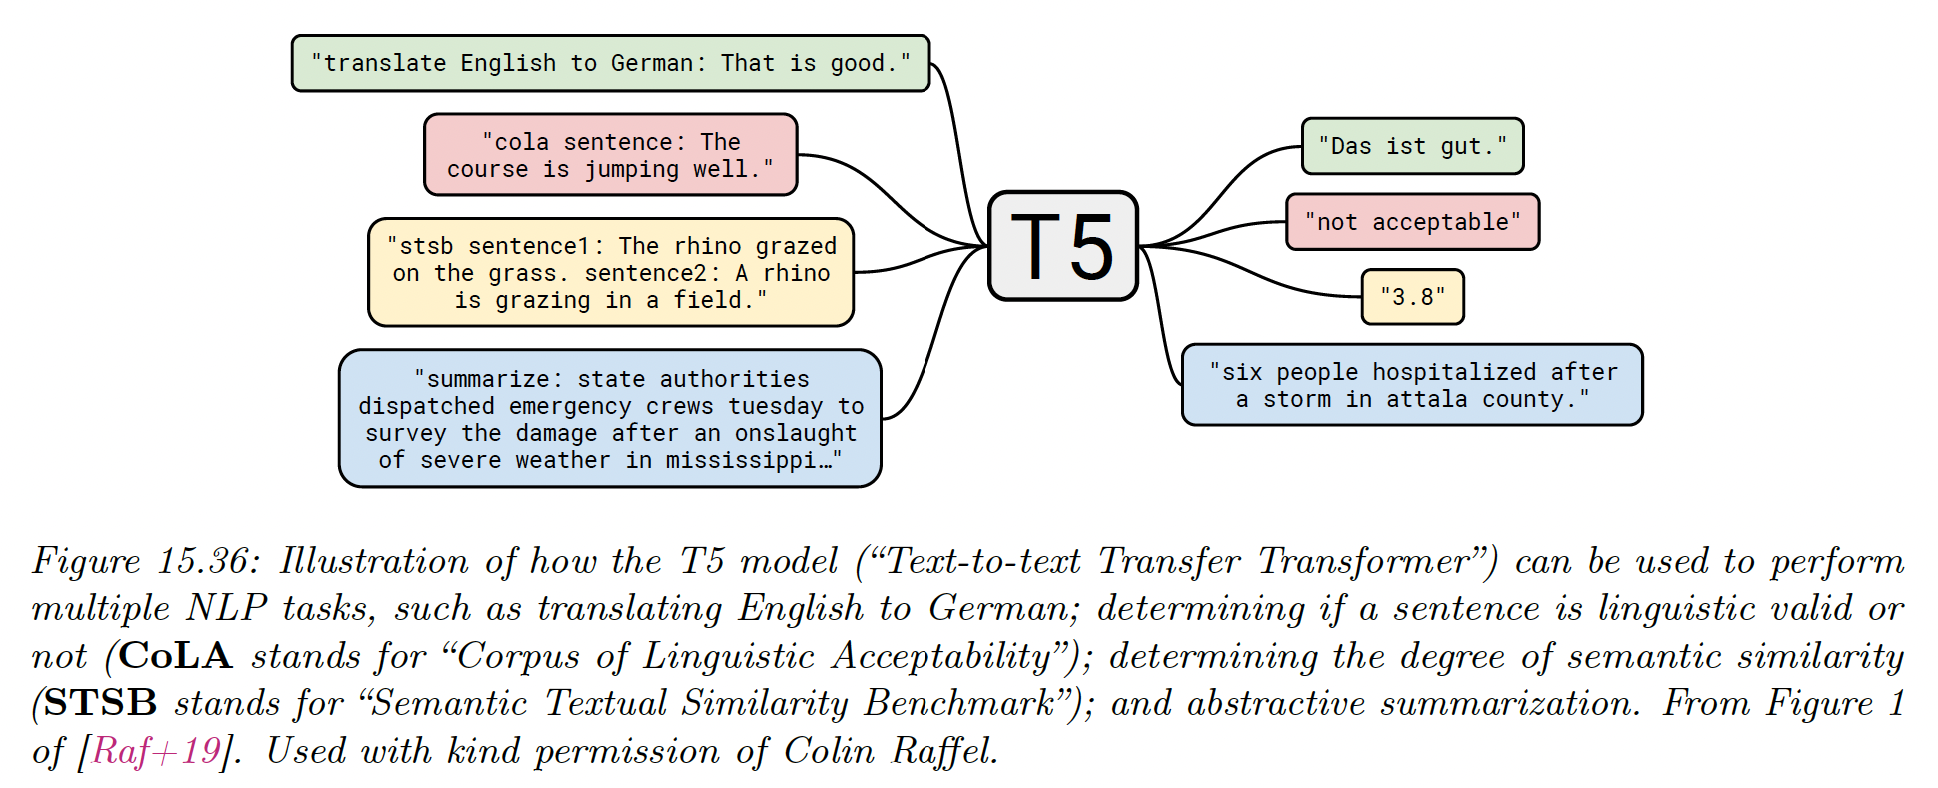 "translate English to German: That is good."
"cola sentence: The
course is jumping well."
"stsb sentence1: The rhino grazed
on the grass. sentence2: A rhino
is grazing in a field."
"summarize: state authorities
dispatched emergency crews tuesday to
survey the damage after an onslaught
of severe weather in mississippi…"
T5
"Das ist gut."
"not acceptable"
"3.8"
"six people hospitalized after
a storm in attala county."
Figure 15.36: Illustration of how the T5 model (“Text-to-text Transfer Transformer”) can be used to perform
multiple NLP tasks, such as translating English to German; determining if a sentence is linguistic valid or
not (CoLA stands for “Corpus of Linguistic Acceptability”); determining the degree of semantic similarity
(STSB stands for “Semantic Textual Similarity Benchmark”); and abstractive summarization. From Figure 1
of [Raf+19]. Used with kind permission of Colin Raffel.